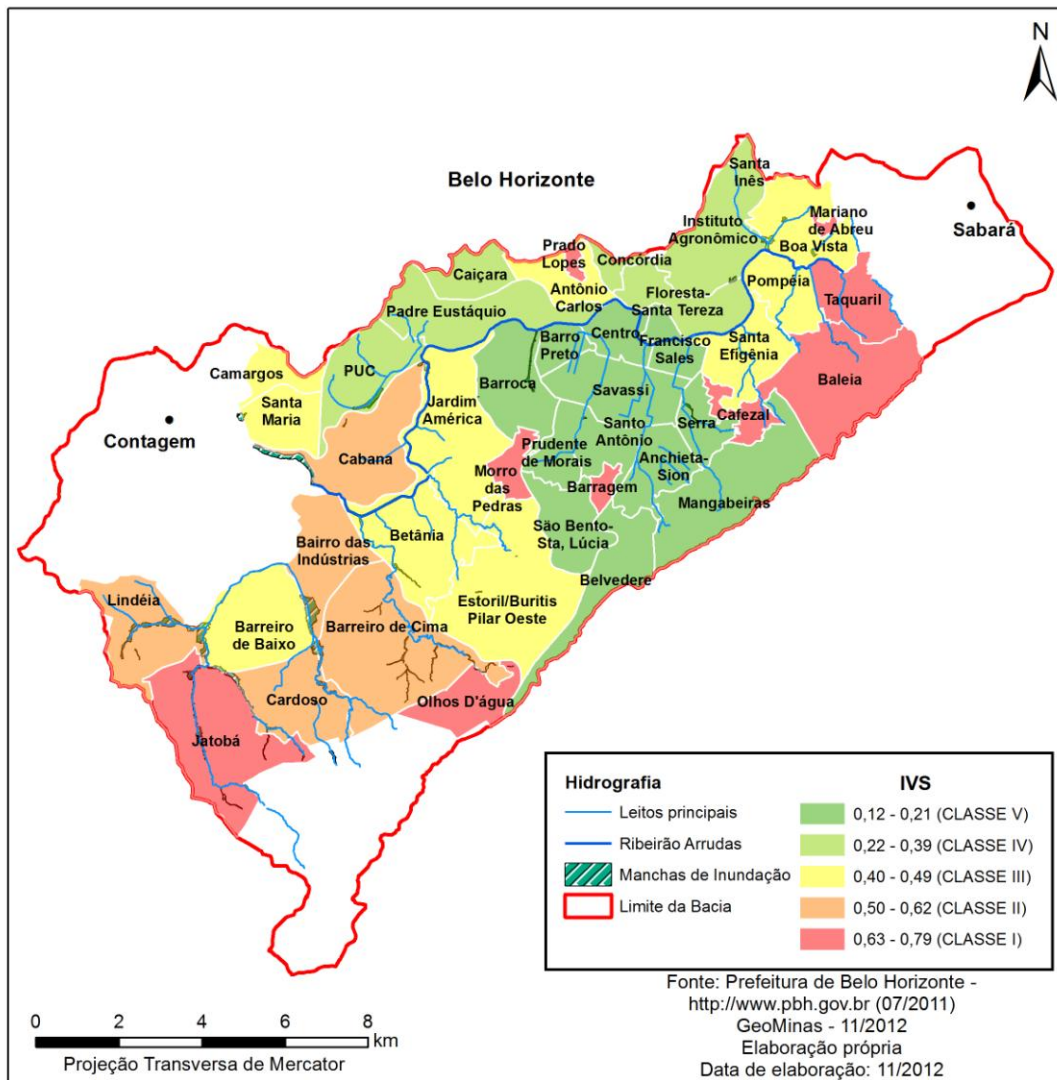 N
Belo Horizonte
Santa
Inês
Mariano
de Abreu
Sabará
Instituto
Agronômico
Boa Vista
Prado
Lopes
Concórdia
Caiçara
Antônio
Carlos
Pompéia
Taquaril
Floresta-
Santa Tereza
Padre Eustáquio
Centro
Barro
Preto
Francisco
Sales
Santa
Efigênia
Camargos
PUC
Barroca
Savassi
Baleia
Jardim
América
Santa
Maria
Contagem
Cafezal
Serra
Santo
Antônio
Prudente
de Morais
Cabana
Anchieta-
Sion
Morro
das
Pedras
Barragem
Mangabeiras
Betânia
São Bento-
Sta, Lúcia
Bairro das
Indústrias
Belvedere
Lindéia
Estoril/Buritis
Pilar Oeste
Barreiro
de Baixo
Barreiro de Cima
Cardoso
Olhos D'água
Jatobá
Hidrografia
Leitos principais
Ribeirão Arrudas
Manchas de Inundação
Limite da Bacia
IVS
0,12 - 0,21 (CLASSE V)
0,22 - 0,39 (CLASSE IV)
0,40 - 0,49 (CLASSE III)
0,50 - 0,62 (CLASSE II)
0,63 - 0,79 (CLASSE I)
0 2 4 6 8
km
Projeção Transversa de Mercator
Fonte: Prefeitura de Belo Horizonte -
http://www.pbh.gov.br (07/2011)
GeoMinas - 11/2012
Elaboração própria
Data de elaboração: 11/2012